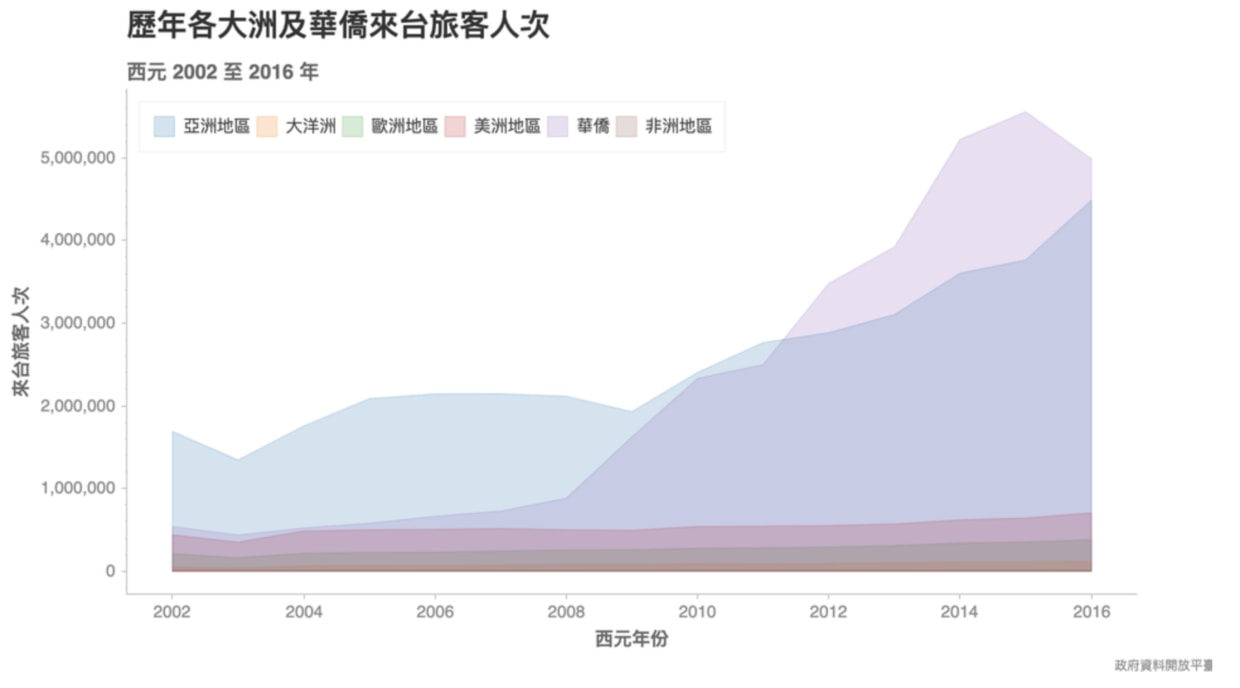 歷年各大洲及華僑來台旅客人次
西元 2002 至 2016 年
亞洲地區 大洋洲 歐洲地區 美洲地區 華僑 非洲地區
5,000,000
4,000,000
3,000,000
2,000,000
1,000,000
0
來台旅客人次
2002 2004 2006 2008 2010 2012 2014 2016
西元年份
政府資料開放平臺